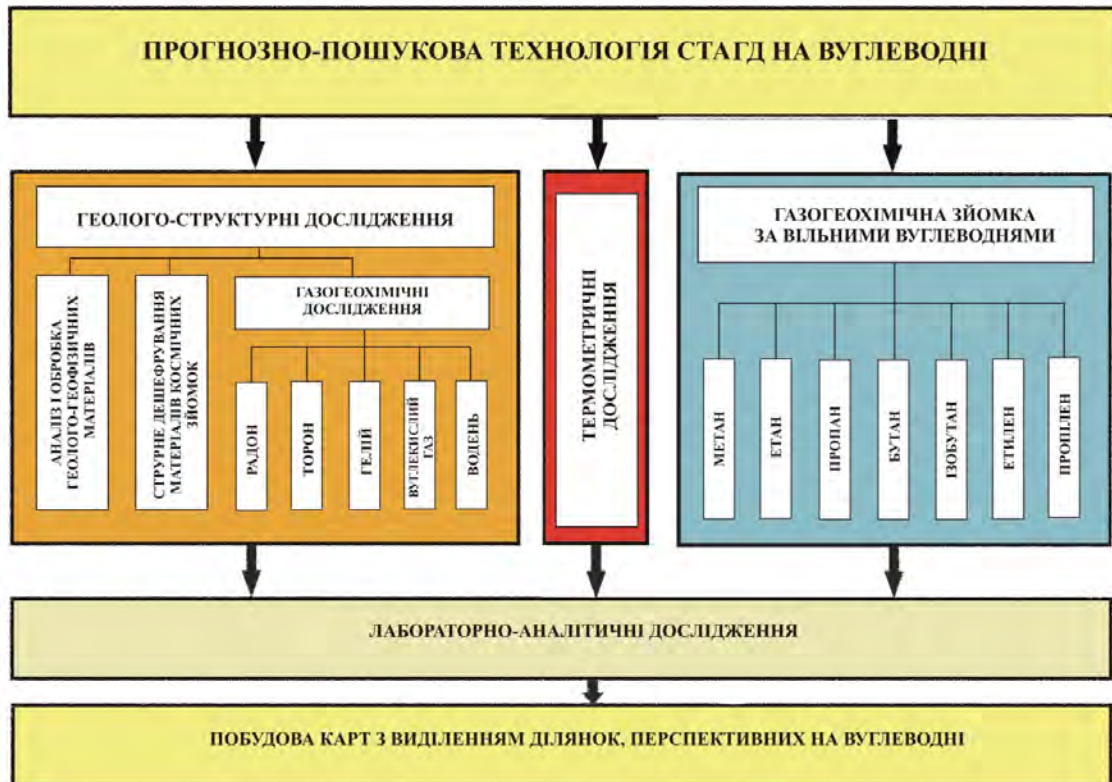 ПРОГНОЗНО-ПОШУКОВА ТЕХНОЛОГІЯ СТАГД НА ВУГЛЕВОДНІ
ГЕОЛОГО-СТРУКТУРНІ ДОСЛІДЖЕННЯ
АНАЛІЗ І ОБРОБКА
ГЕОЛОГО-ГЕОФІЗИЧНИХ
МАТЕРІАЛІВ
СТРУРНЕ ДЕШЕФРУВАННЯ
МАТЕРІАЛІВ КОСМІЧНИХ
ЗЙОМОК
ГАЗОГЕОХІМІЧНІ
ДОСЛІДЖЕННЯ
РАДОН
ТОРОН
ГЕЛІЙ
ВУГЛЕКИСЛИЙ
ГАЗ
ВОДЕНЬ
ТЕРМОМЕТРИЧНІ
ДОСЛІДЖЕННЯ
ГАЗОГЕОХІМІЧНА ЗЙОМКА
ЗА ВІЛЬНИМИ ВУГЛЕВОДНЯМИ
МЕТАН
ЕТАН
ПРОПАН
БУТАН
ІЗОБУТАН
ЕТИЛЕН
ПРОПІЛЕН
ЛАБОРАТОРНО-АНАЛІТИЧНІ ДОСЛІДЖЕННЯ
ПОБУДОВА КАРТ З ВИДІЛЕННЯМ ДІЛЯНОК, ПЕРСПЕКТИВНИХ НА ВУГЛЕВОДНІ